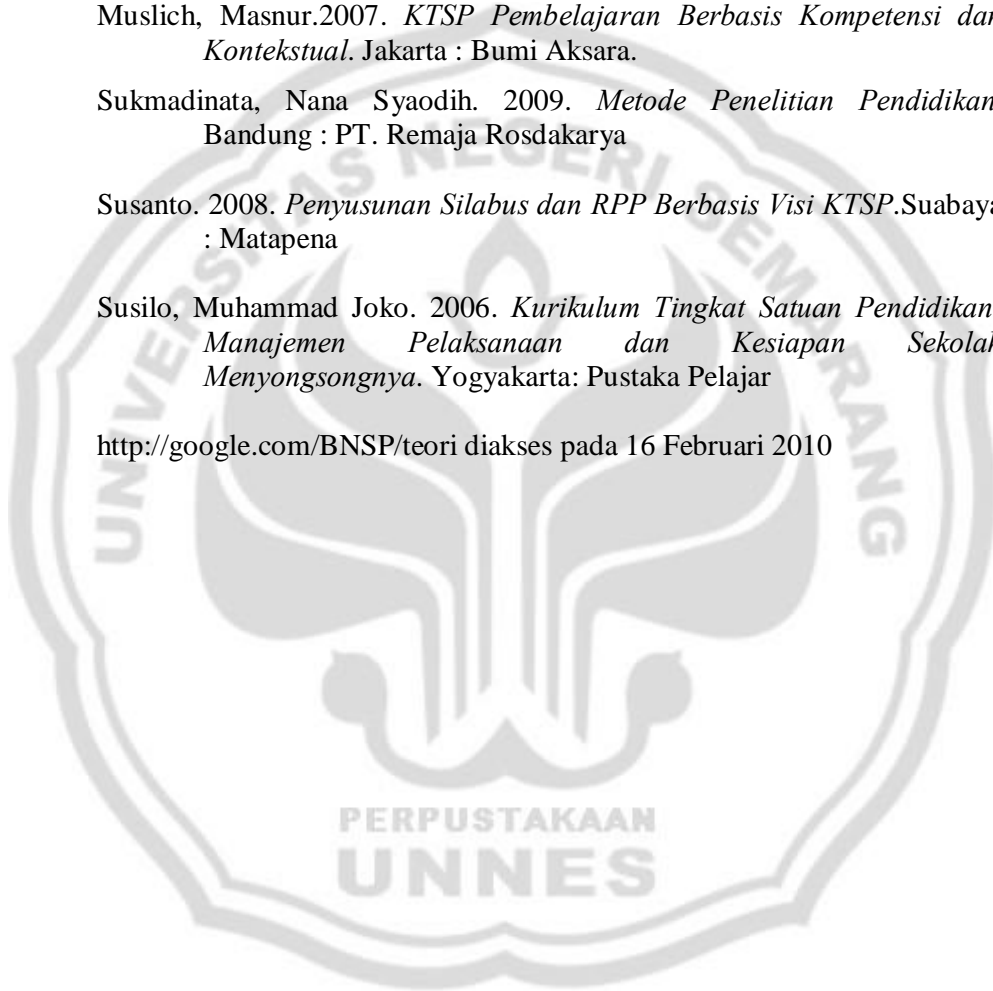 Muslich, Masnur.2007. KTSP Pembelajaran Berbasis Kompetensi dan
Kontekstual. Jakarta : Bumi Aksara.
Sukmadinata, Nana Syaodih. 2009. Metode Penelitian Pendidikan
Bandung : PT. Remaja Rosdakarya
Susanto. 2008. Penyusunan Silabus dan RPP Berbasis Visi KTSP.Suabaya
: Matapena
Susilo, Muhammad Joko. 2006. Kurikulum Tingkat Satuan Pendidikan
Manajemen Pelaksanaan dan Kesiapan Sekolah
Menyongsongnya. Yogyakarta: Pustaka Pelajar
http://google.com/BNSP/teori diakses pada 16 Februari 2010
UNIVERSITAS NEGERI SEMARANG
PERPUSTAKAAN
UNNES